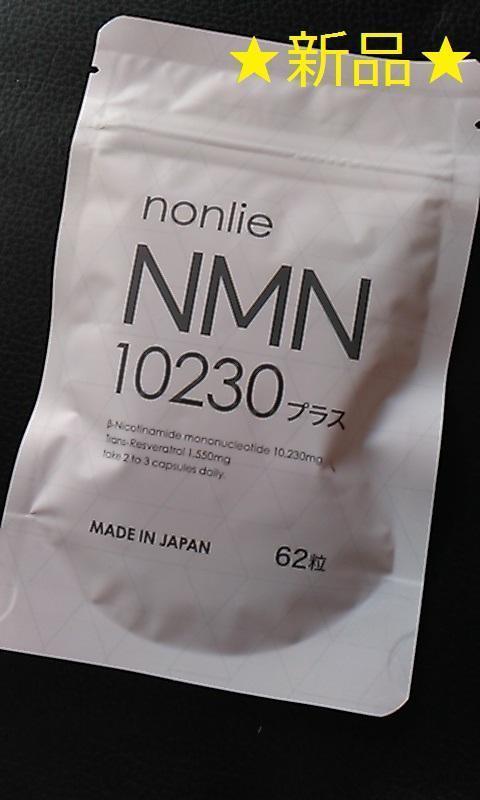 ★新品★
nonlie
NMN
10230プラス
β-Nicotinamide mononucleotide 10,230mg
Trans-Resveratrol 1,550mg
take 2 to 3 capsules daily.
MADE IN JAPAN
62粒